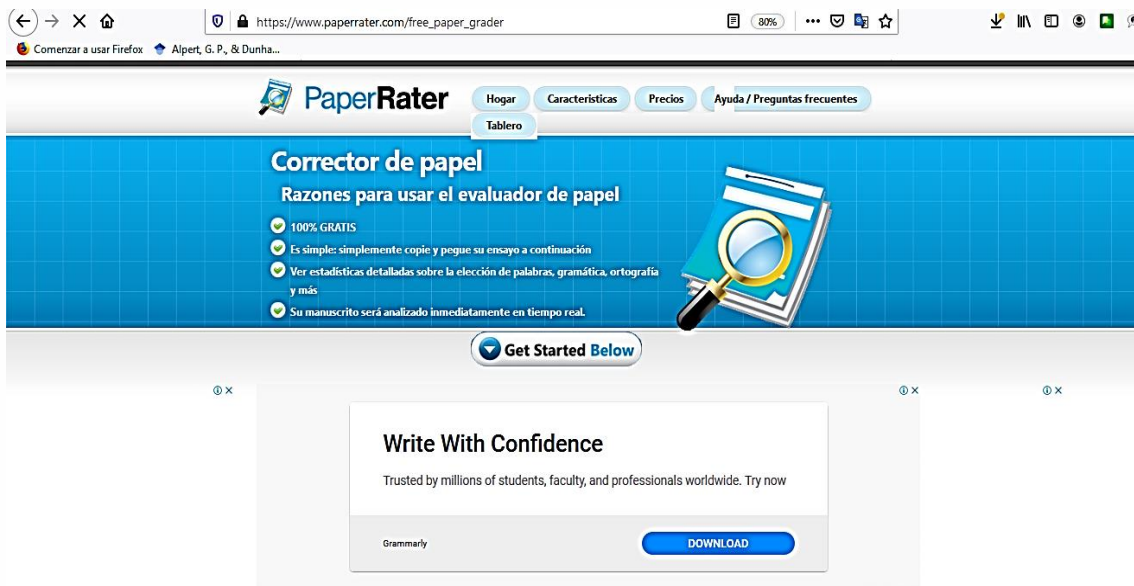 https://www.paperrater.com/free_paper_grader
80%
Comenzar a usar Firefox
Alpert, G. P., & Dunha...
PaperRater
Hogar
Caracteristicas
Precios
Ayuda / Preguntas frecuentes
Tablero
Corrector de papel
Razones para usar el evaluador de papel
100% GRATIS
Es simple: simplemente copie y pegue su ensayo a continuación
Ver estadísticas detalladas sobre la elección de palabras, gramática, ortografía
y más
Su manuscrito será analizado inmediatamente en tiempo real.
Get Started Below
Write With Confidence
Trusted by millions of students, faculty, and professionals worldwide. Try now
Grammarly
DOWNLOAD